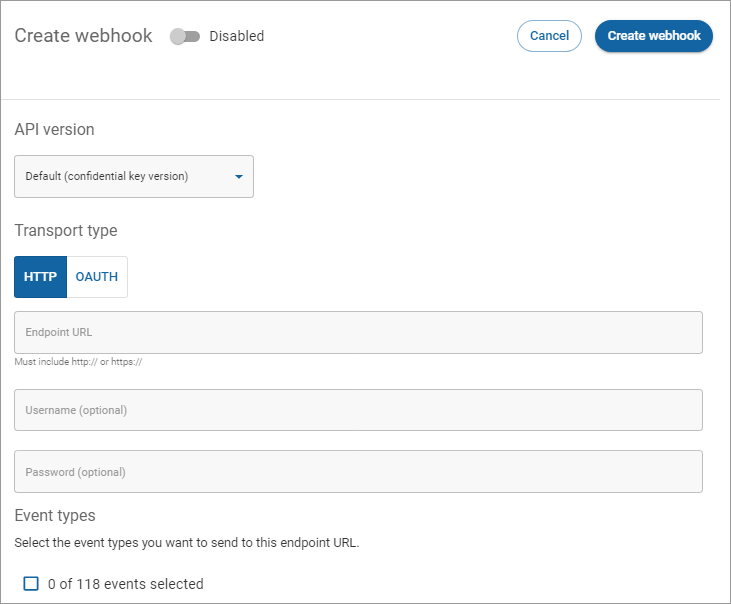 Create webhook
Disabled
Cancel
Create webhook
API version
Default (confidential key version)
Transport type
HTTP
OAUTH
Endpoint URL
Must include http:// or https://
Username (optional)
Password (optional)
Event types
Select the event types you want to send to this endpoint URL.
0 of 118 events selected